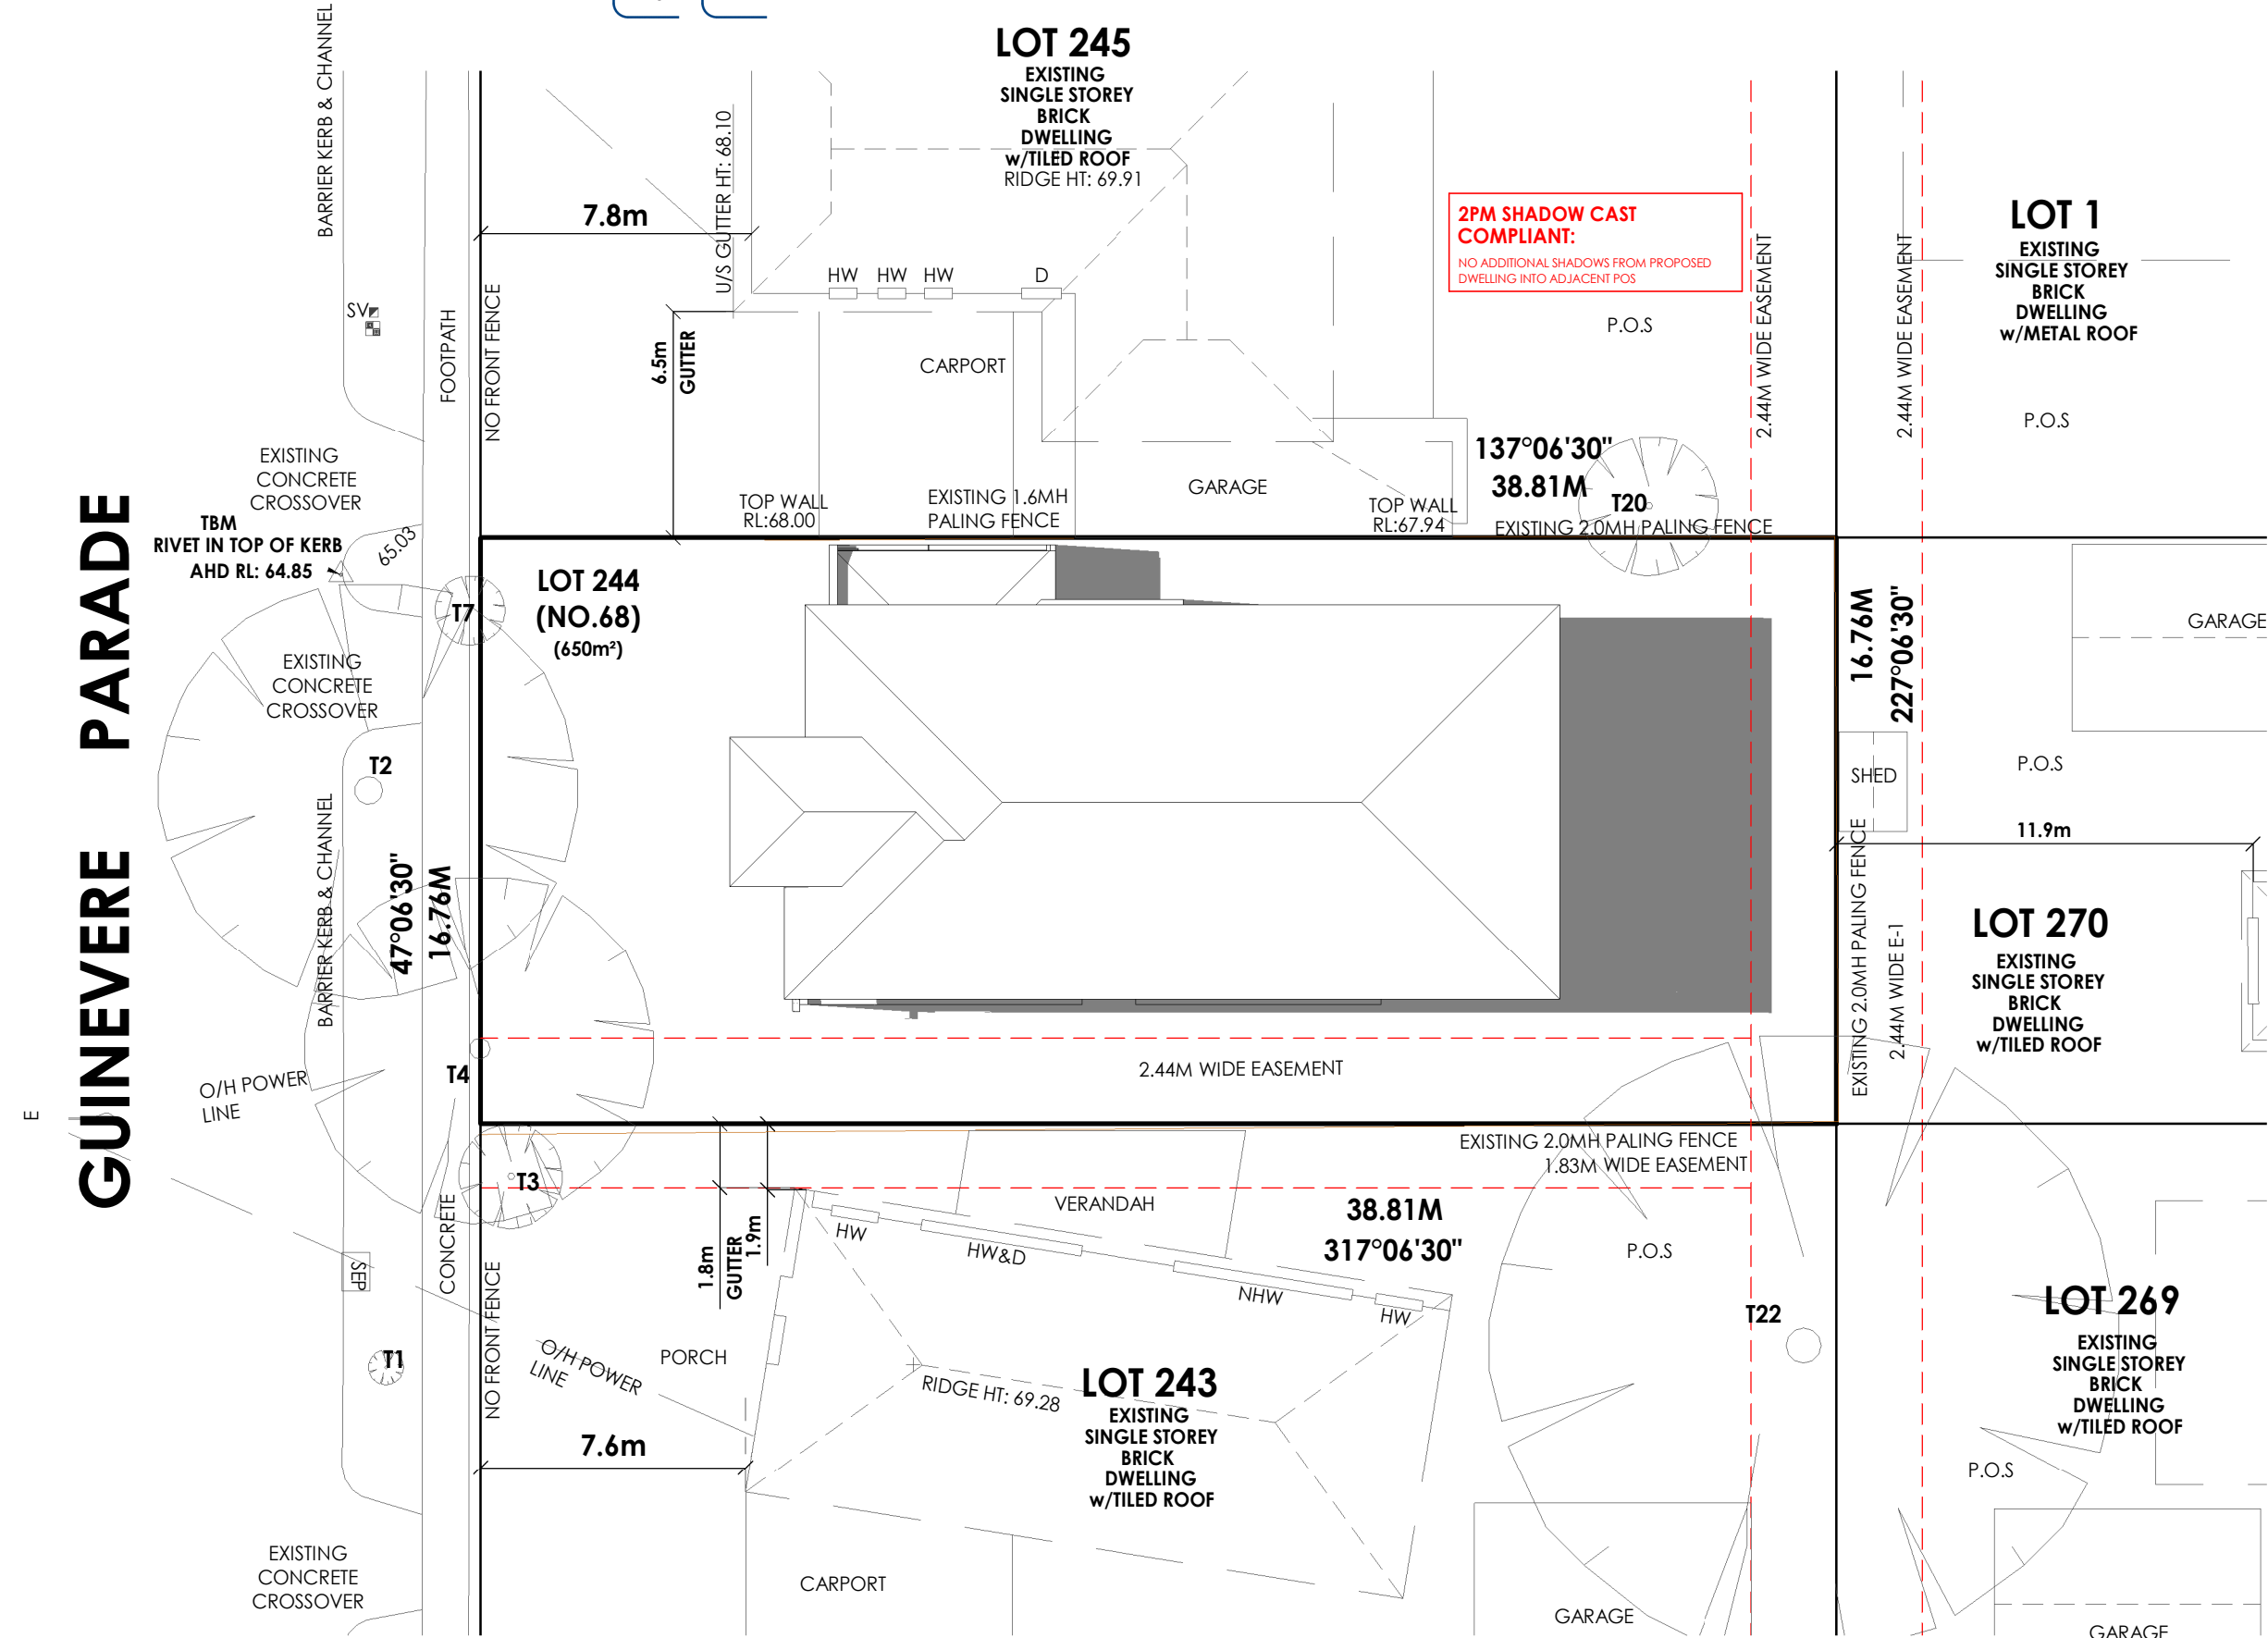 LOT 245
EXISTING
SINGLE STOREY
BRICK
DWELLING
w/TILED ROOF
RIDGE HT: 69.91
BARRIER KERB & CHANNEL
U/S GUTTER HT: 68.10
7.8m
2PM SHADOW CAST
COMPLIANT:
NO ADDITIONAL SHADOWS FROM PROPOSED
DWELLING INTO ADJACENT POS
2.44M WIDE EASEMENT
2.44M WIDE EASEMENT
LOT 1
EXISTING
SINGLE STOREY
BRICK
DWELLING
w/METAL ROOF
HW
HW
HW
D
SV
FOOTPATH
NO FRONT FENCE
6.5m
GUTTER
CARPORT
P.O.S
P.O.S
EXISTING
CONCRETE
CROSSOVER
137°06'30"
38.81M
T20
GARAGE
TOP WALL
RL:68.00
EXISTING 1.6MH
PALING FENCE
TOP WALL
RL:67.94
EXISTING 2.0MH PALING FENCE
TBM
RIVET IN TOP OF KERB
AHD RL: 64.85
65.03
GUINEVERE PARADE
T7
LOT 244
(NO.68)
(650m²)
16.76M
227°06'30"
GARAGE
EXISTING
CONCRETE
CROSSOVER
T2
SHED
P.O.S
11.9m
BARRIER KERB & CHANNEL
47°06'30"
16.76M
EXISTING 2.0MH PALING FENCE
2.44M WIDE E-1
LOT 270
EXISTING
SINGLE STOREY
BRICK
DWELLING
w/TILED ROOF
T4
O/H POWER
LINE
E
2.44M WIDE EASEMENT
EXISTING 2.0MH PALING FENCE
1.83M WIDE EASEMENT
T3
CONCRETE
VERANDAH
38.81M
317°06'30"
1.8m
GUTTER
1.9m
HW
HW&D
NHW
HW
P.O.S
T22
SEP
NO FRONT FENCE
T1
O/H POWER
LINE
PORCH
RIDGE HT: 69.28
LOT 243
EXISTING
SINGLE STOREY
BRICK
DWELLING
w/TILED ROOF
LOT 269
EXISTING
SINGLE STOREY
BRICK
DWELLING
w/TILED ROOF
7.6m
P.O.S
EXISTING
CONCRETE
CROSSOVER
CARPORT
GARAGE
GARAGE